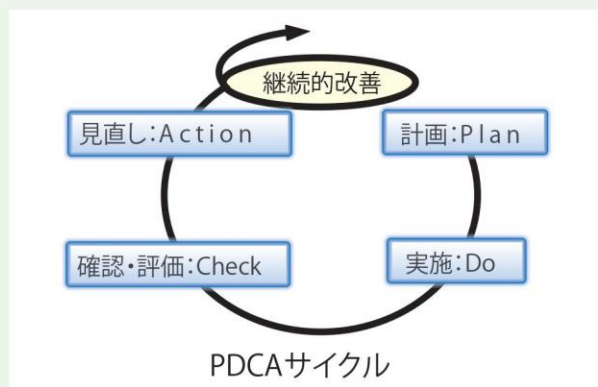 継続的改善
見直し:Action
計画:Plan
確認・評価:Check
実施:Do
PDCAサイクル